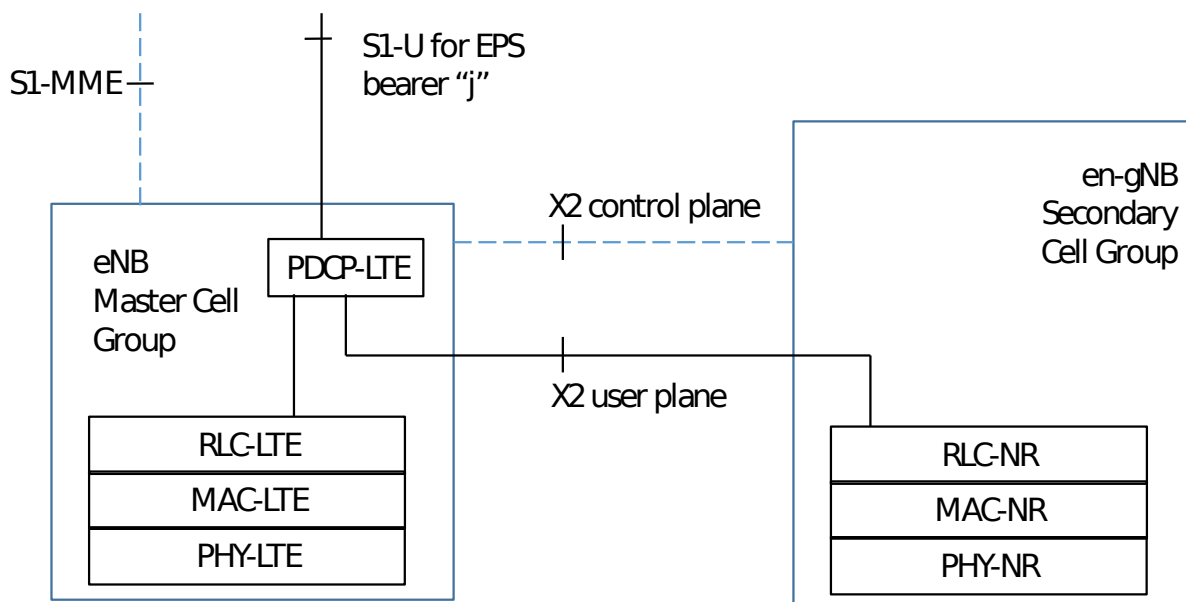 S1-U for EPS
bearer “j”
S1-MME
en-gNB
Secondary
Cell Group
X2 control plane
eNB
Master Cell
Group
PDCP-LTE
X2 user plane
RLC-LTE
MAC-LTE
PHY-LTE
RLC-NR
MAC-NR
PHY-NR